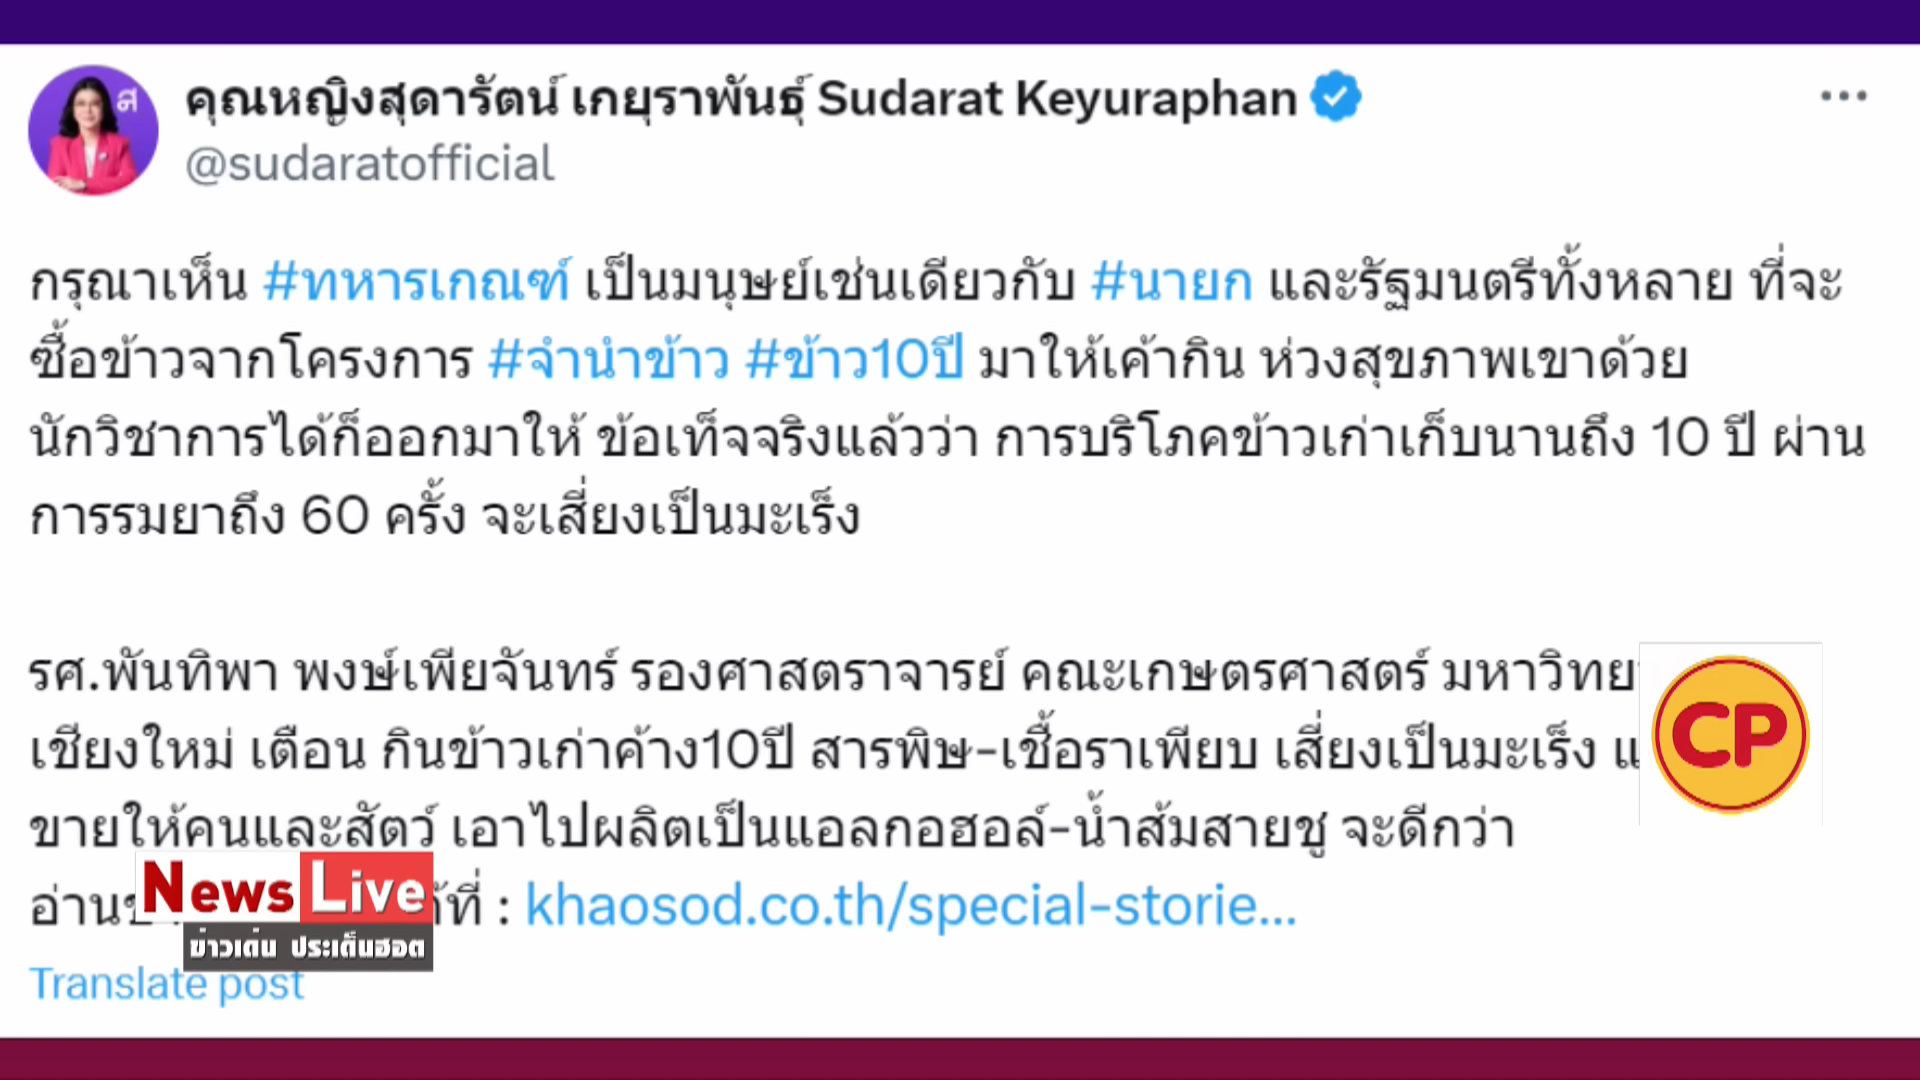 คุณหญิงสุดารัตน์ เกยุราพันธุ์ Sudarat Keyuraphan
@sudaratofficial
กรุณาเห็น #ทหารเกณฑ์ เป็นมนุษย์เช่นเดียวกับ #นายก และรัฐมนตรีทั้งหลาย ที่จะ
ซื้อข้าวจากโครงการ #จำนำข้าว #ข้าว10ปี มาให้เค้ากิน ห่วงสุขภาพเขาด้วย
นักวิชาการได้ก็ออกมาให้ ข้อเท็จจริงแล้วว่า การบริโภคข้าวเก่าเก็บนานถึง 10 ปี ผ่าน
การรมยาถึง 60 ครั้ง จะเสี่ยงเป็นมะเร็ง
รศ.พันทิพา พงษ์เพียจันทร์ รองศาสตราจารย์ คณะเกษตรศาสตร์
เชียงใหม่ เตือน กินข้าวเก่าค้าง10ปี สารพิษ-เชื้อราเพียบ เสี่ยงเป็นมะเร็ง
CP
ขายให้คนและสัตว์ เอาไปผลิตเป็นแอลกอฮอล์-น้ำส้มสายชู จะดีกว่า
: khaosod.co.th/special-storie...
News Live
ข่าวเด่น ประเด็นฮอต
Translate post